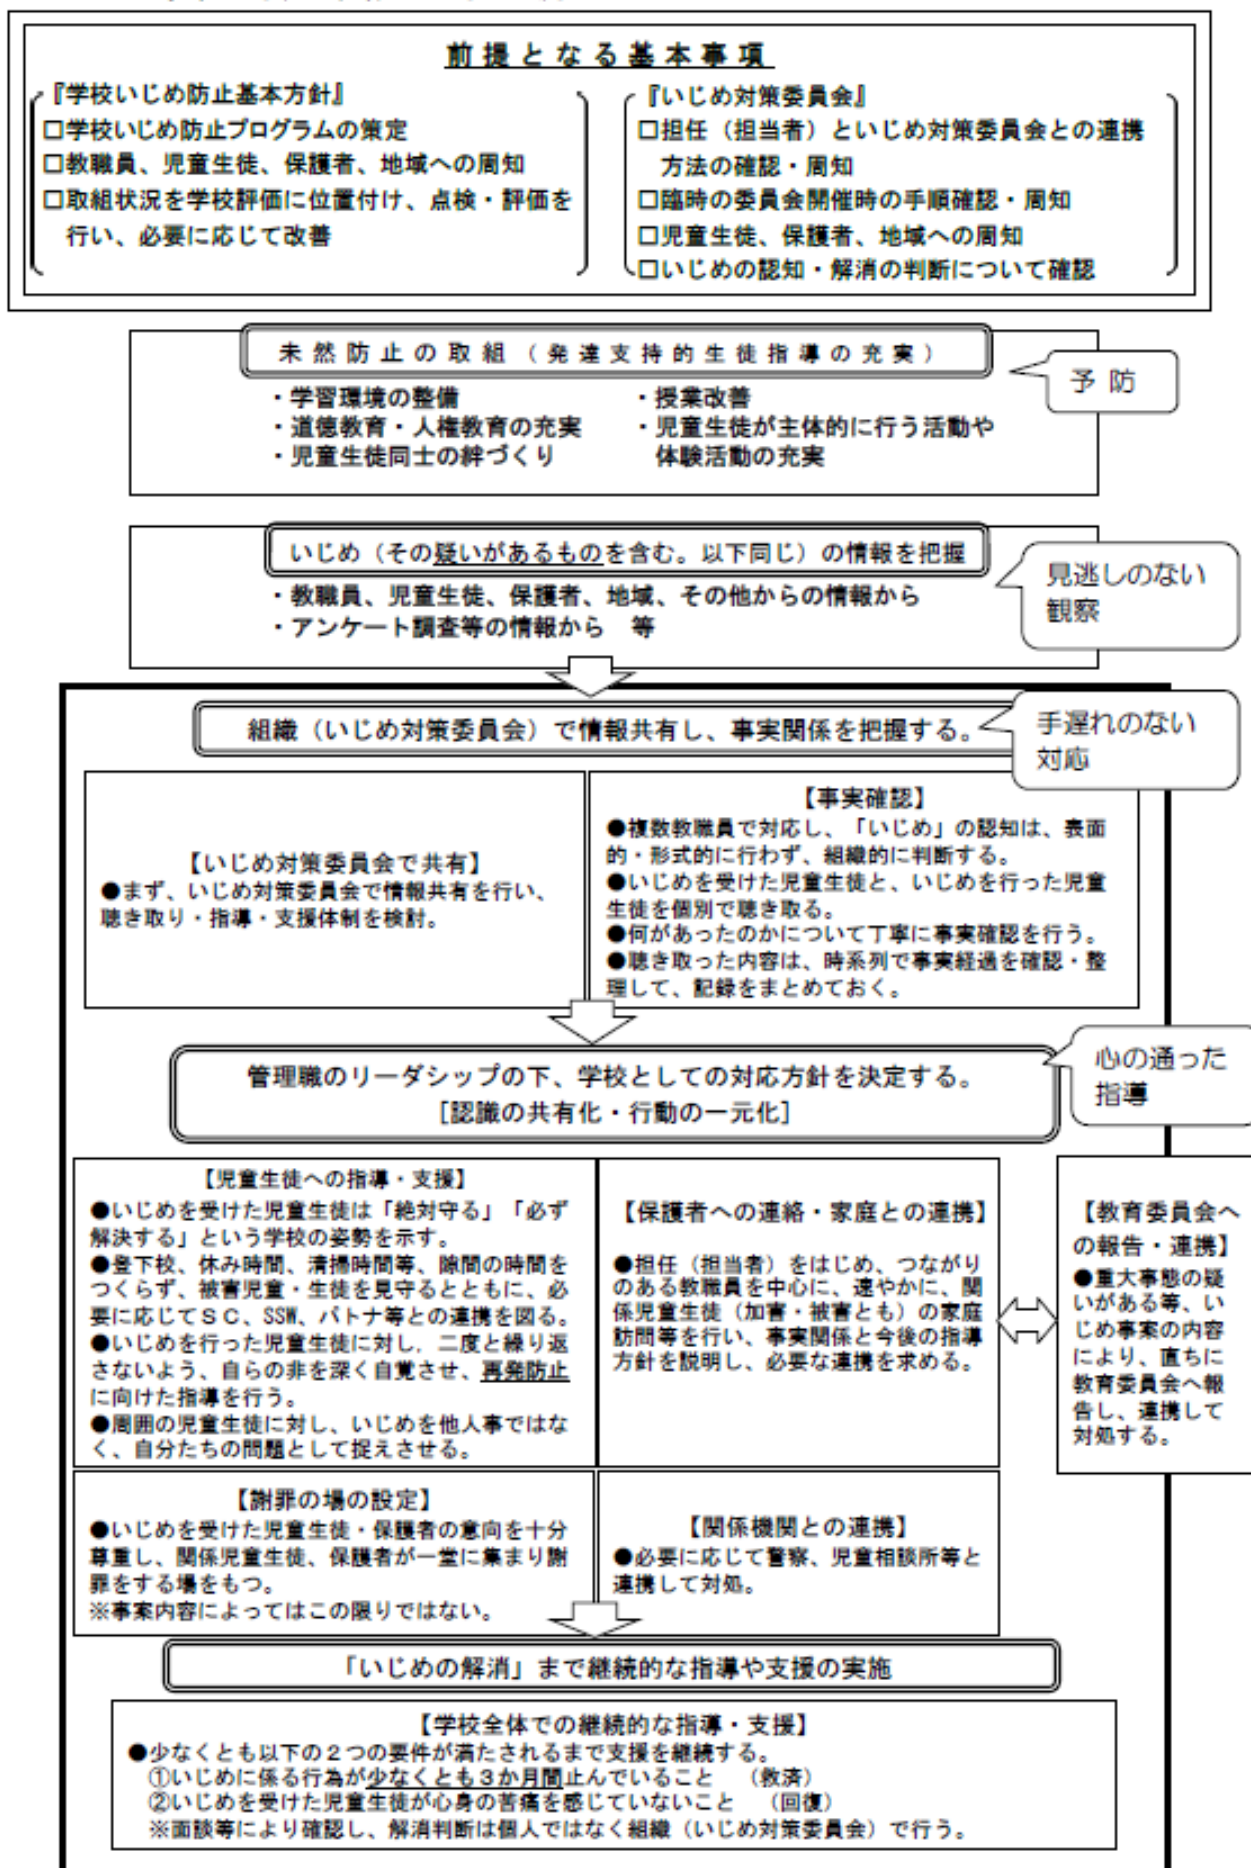 前提となる基本事項
『学校いじめ防止基本方針』
□学校いじめ防止プログラムの策定
□教職員、児童生徒、保護者、地域への周知
□取組状況を学校評価に位置付け、点検・評価を
行い、必要に応じて改善
『いじめ対策委員会』
□担任（担当者）といじめ対策委員会との連携
方法の確認・周知
□臨時の委員会開催時の手順確認・周知
□児童生徒、保護者、地域への周知
□いじめの認知・解消の判断について確認
未然防止の取組（発達支持的生徒指導の充実）
予防
・学習環境の整備
・道徳教育・人権教育の充実
・児童生徒同士の絆づくり
・授業改善
・児童生徒が主体的に行う活動や
体験活動の充実
いじめ（その疑いがあるものを含む。以下同じ）の情報を把握
見逃しのない
観察
・教職員、児童生徒、保護者、地域、その他からの情報から
・アンケート調査等の情報から　等
組織（いじめ対策委員会）で情報共有し、事実関係を把握する。
手遅れのない
対応
【いじめ対策委員会で共有】
●まず、いじめ対策委員会で情報共有を行い、
聴き取り・指導・支援体制を検討。
【事実確認】
●複数教職員で対応し、「いじめ」の認知は、表面
的・形式的に行わず、組織的に判断する。
●いじめを受けた児童生徒と、いじめを行った児童
生徒を個別で聴き取る。
●何があったのかについて丁寧に事実確認を行う。
●聴き取った内容は、時系列で事実経過を確認・整
理して、記録をまとめておく。
管理職のリーダシップの下、学校としての対応方針を決定する。
［認識の共有化・行動の一元化］
心の通った
指導
【児童生徒への指導・支援】
●いじめを受けた児童生徒は「絶対守る」「必ず
解決する」という学校の姿勢を示す。
●登下校、休み時間、清掃時間等、隙間の時間を
つくらず、被害児童・生徒を見守るとともに、必
要に応じてＳＣ、SSW、パトナ等との連携を図る。
●いじめを行った児童生徒に対し，二度と繰り返
さないよう、自らの非を深く自覚させ、再発防止
に向けた指導を行う。
●周囲の児童生徒に対し、いじめを他人事ではな
く、自分たちの問題として捉えさせる。
【保護者への連絡・家庭との連携】
●担任（担当者）をはじめ、つながり
のある教職員を中心に、速やかに、関
係児童生徒（加害・被害とも）の家庭
訪問等を行い、事実関係と今後の指導
方針を説明し、必要な連携を求める。
【教育委員会へ
の報告・連携】
●重大事態の疑
いがある等、い
じめ事案の内容
により、直ちに
教育委員会へ報
告し、連携して
対処する。
【謝罪の場の設定】
●いじめを受けた児童生徒・保護者の意向を十分
尊重し、関係児童生徒、保護者が一堂に集まり謝
罪をする場をもつ。
※事案内容によってはこの限りではない。
【関係機関との連携】
●必要に応じて警察、児童相談所等と
連携して対処。
「いじめの解消」まで継続的な指導や支援の実施
【学校全体での継続的な指導・支援】
●少なくとも以下の２つの要件が満たされるまで支援を継続する。
①いじめに係る行為が少なくとも３か月間止んでいること　（救済）
②いじめを受けた児童生徒が心身の苦痛を感じていないこと　（回復）
※面談等により確認し、解消判断は個人ではなく組織（いじめ対策委員会）で行う。